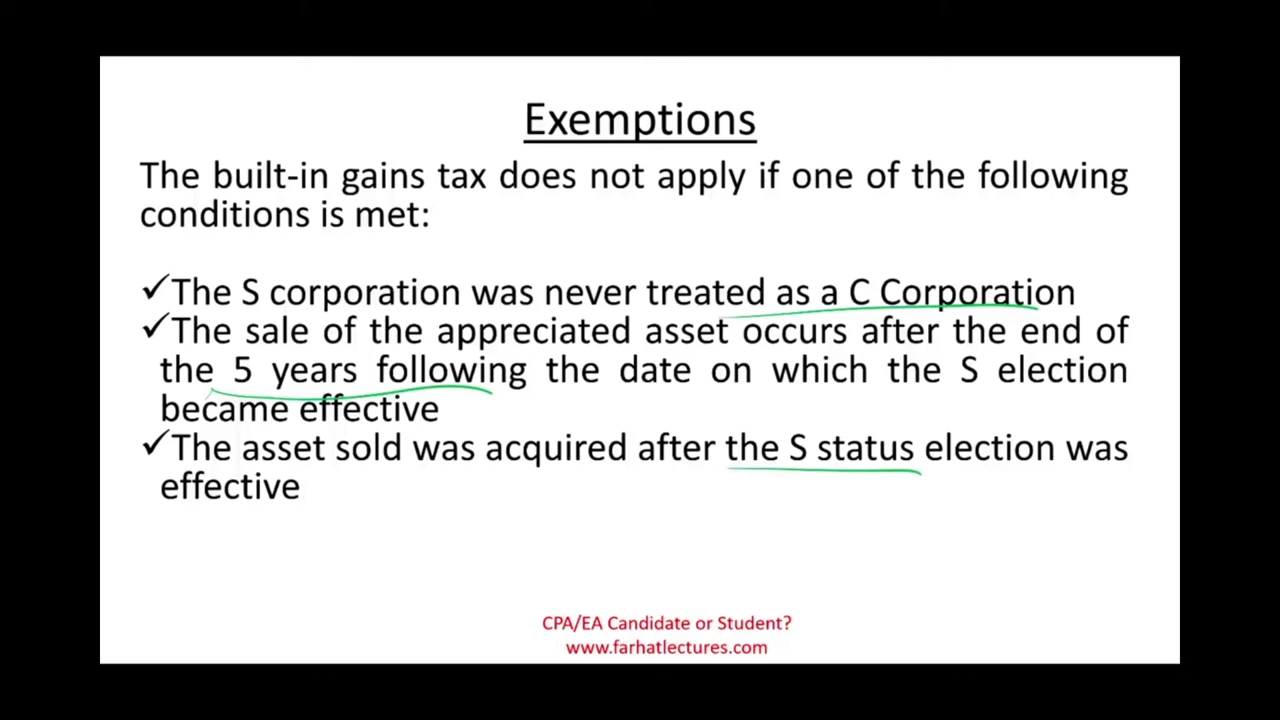 Exemptions
The built-in gains tax does not apply if one of the following
conditions is met:
✓The S corporation was never treated as a C Corporation
✓The sale of the appreciated asset occurs after the end of
the 5 years following the date on which the S election
became effective
✓The asset sold was acquired after the S status election was
effective
CPA/EA Candidate or Student?
www.farhatlectures.com